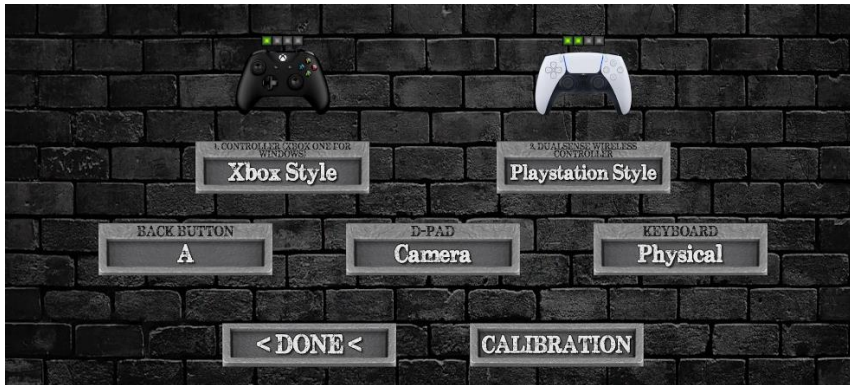 1. CONTROLLER (XBOX ONE FOR
WINDOWS)
Xbox Style
2. DUALSENSE WIRELESS
CONTROLLER
Playstation Style
BACK BUTTON
A
D-PAD
Camera
KEYBOARD
Physical
< DONE <
CALIBRATION